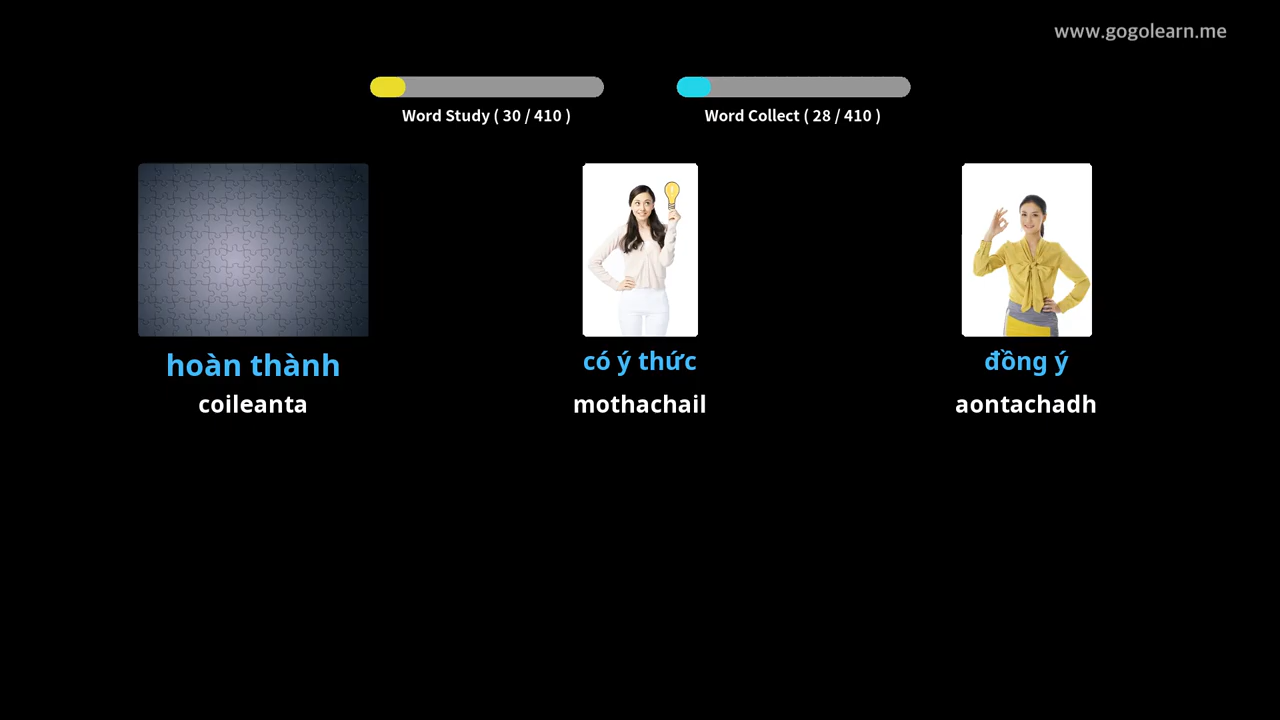 www.gogolearn.me
Word Study ( 30 / 410 )
Word Collect ( 28 / 410 )
hoàn thành
coileanta
có ý thức
mothachail
đồng ý
aontachadh